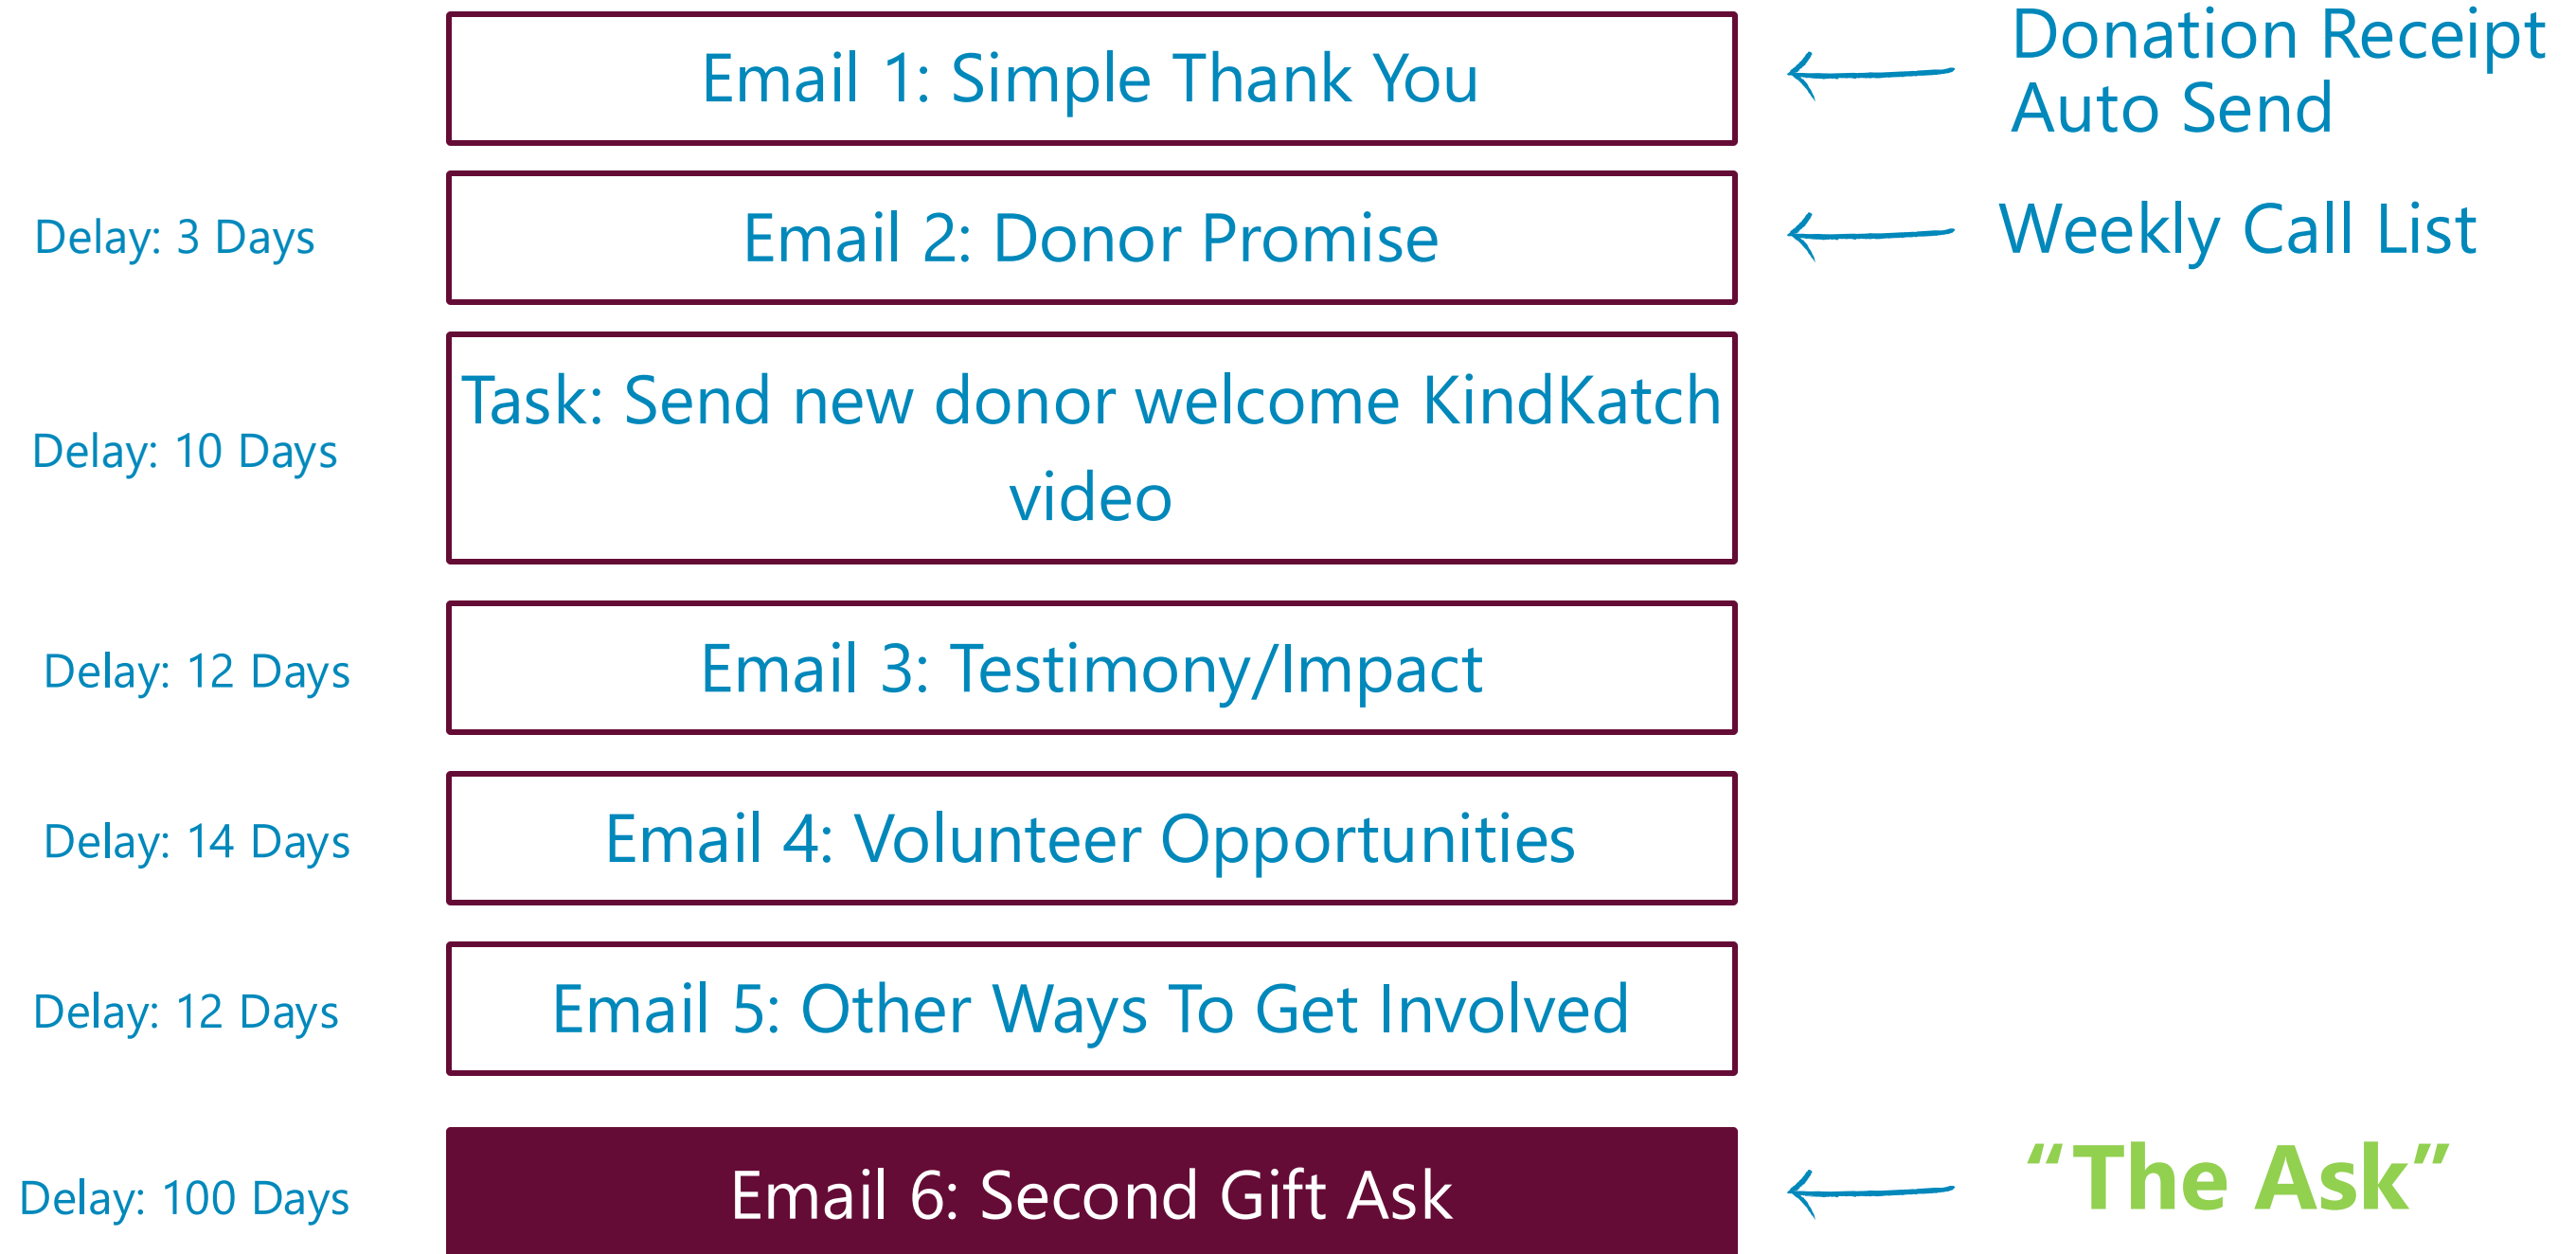 Email 1: Simple Thank You
Donation Receipt
Auto Send
Delay: 3 Days
Email 2: Donor Promise
Weekly Call List
Delay: 10 Days
Task: Send new donor welcome KindKatch
video
Delay: 12 Days
Email 3: Testimony/Impact
Delay: 14 Days
Email 4: Volunteer Opportunities
Delay: 12 Days
Email 5: Other Ways To Get Involved
Delay: 100 Days
Email 6: Second Gift Ask
“The Ask”